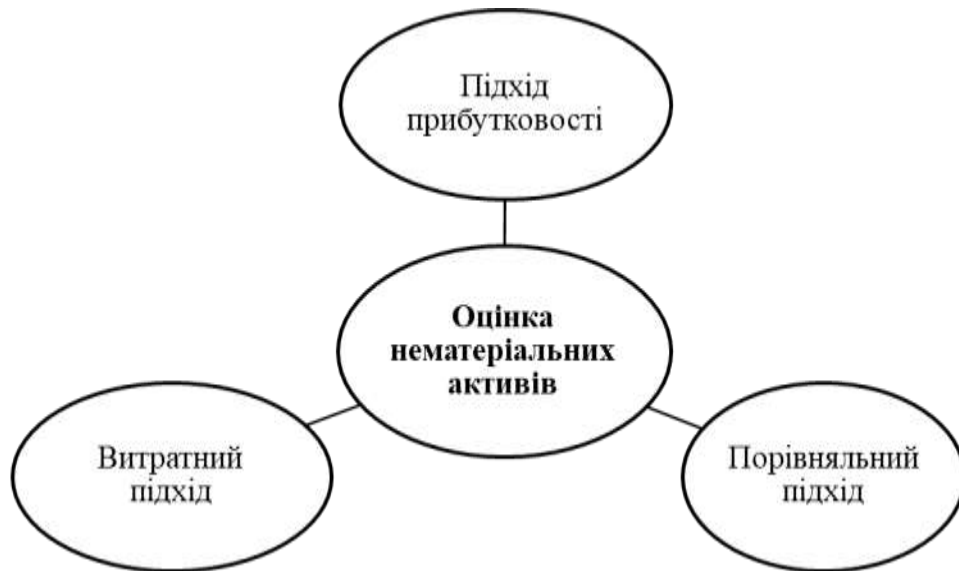 Підхід
прибутковості
Оцінка
нематеріальних
активів
Витратний
підхід
Порівняльний
підхід